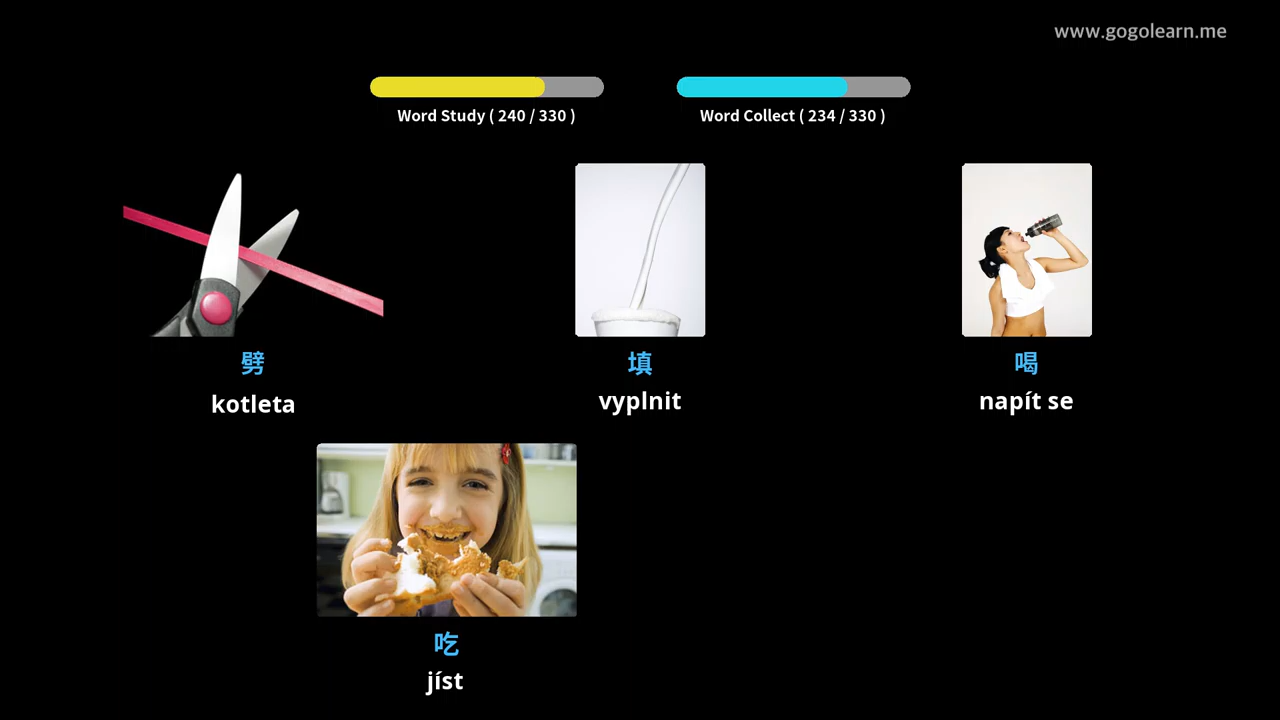 www.gogolearn.me
Word Study ( 240 / 330 )
Word Collect ( 234 / 330 )
劈
填
喝
kotleta
vyplnit
napít se
吃
jíst